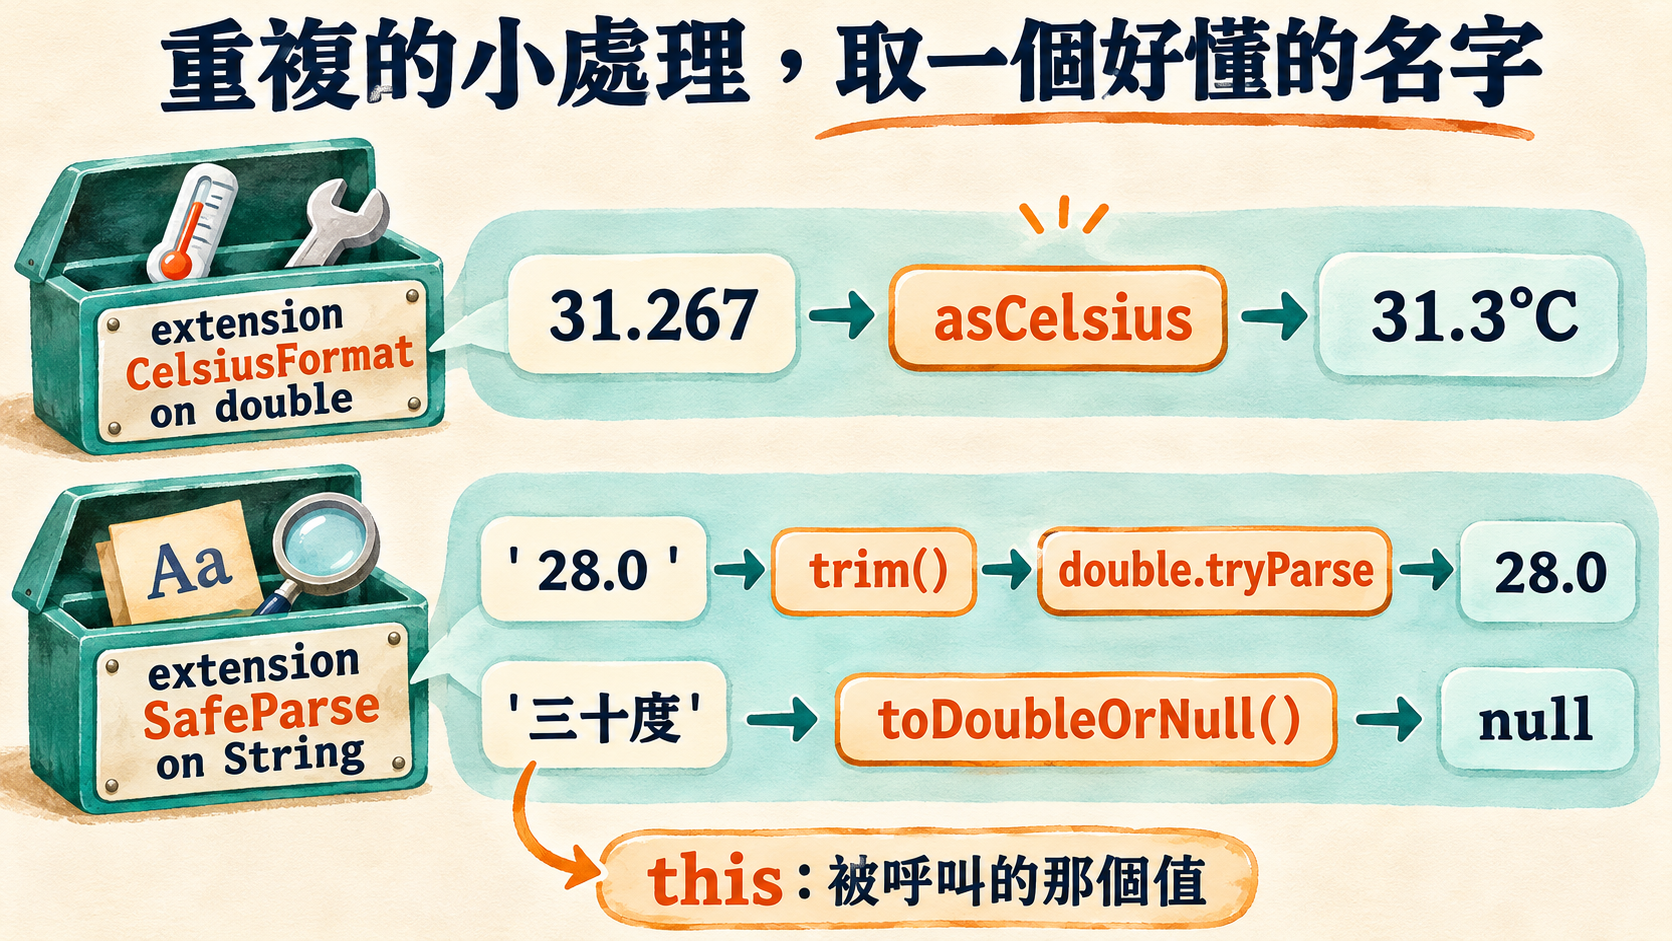 重複的小處理，取一個好懂的名字
extension
CelsiusFormat
on double
31.267
asCelsius
31.3°C
Aa
extension
SafeParse
on String
' 28.0 '
trim()
double.tryParse
28.0
'三十度'
toDoubleOrNull()
null
this：被呼叫的那個值